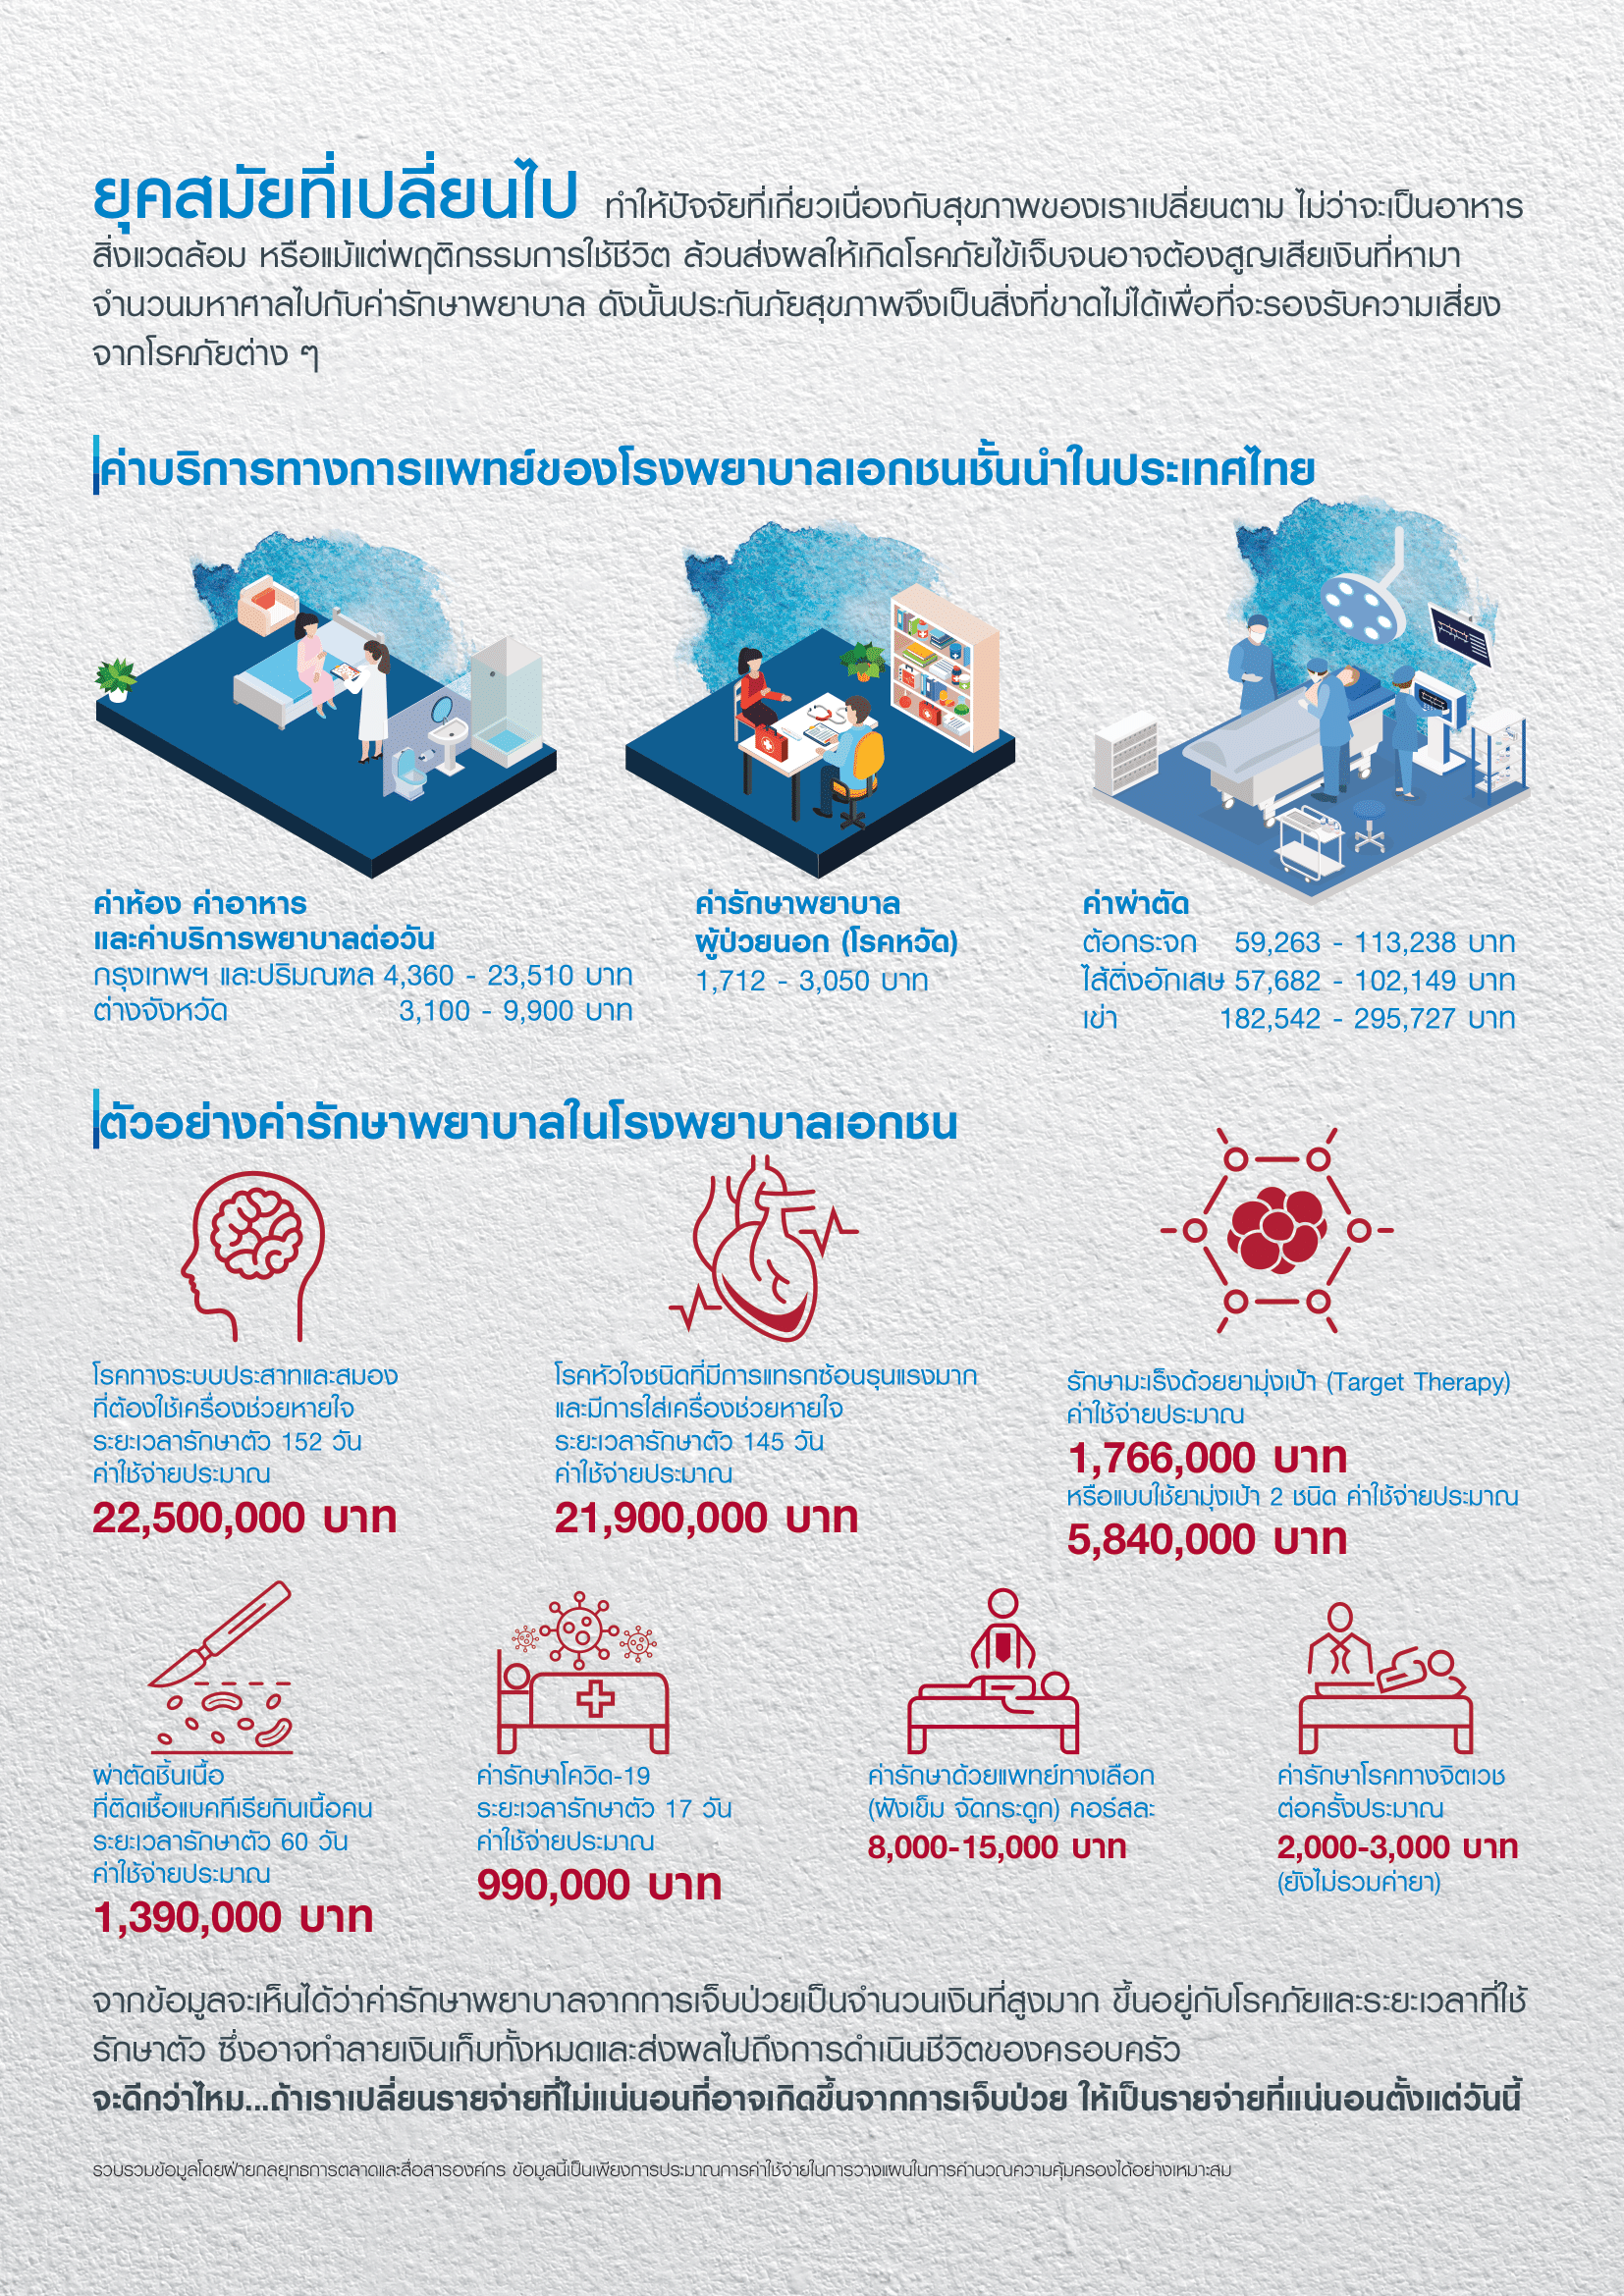 ยุคสมัยที่เปลี่ยนไป ทำให้ปัจจัยที่เกี่ยวเนื่องกับสุขภาพของเราเปลี่ยนตาม ไม่ว่าจะเป็นอาหาร
สิ่งแวดล้อม หรือแม้แต่พฤติกรรมการใช้ชีวิต ล้วนส่งผลให้เกิดโรคภัยไข้เจ็บจนอาจต้องสูญเสียเงินที่หามา
จำนวนมหาศาลไปกับค่ารักษาพยาบาล ดังนั้นประกันภัยสุขภาพจึงเป็นสิ่งที่ขาดไม่ได้เพื่อที่จะรองรับความเสี่ยง
จากโรคภัยต่าง ๆ
ค่าบริการทางการแพทย์ของโรงพยาบาลเอกชนชั้นนำในประเทศไทย
ค่าห้อง ค่าอาหาร
และค่าบริการพยาบาลต่อวัน
กรุงเทพฯ และปริมณฑล 4,360 - 23,510 บาท
ต่างจังหวัด 3,100 - 9,900 บาท
ค่ารักษาพยาบาล
ผู้ป่วยนอก (โรคหวัด)
1,712 - 3,050 บาท
ค่าผ่าตัด
ต้อกระจก 59,263 - 113,238 บาท
ไส้ติ่งอักเสษ 57,682 - 102,149 บาท
เข่า 182,542 - 295,727 บาท
ตัวอย่างค่ารักษาพยาบาลในโรงพยาบาลเอกชน
โรคทางระบบประสาทและสมอง
ที่ต้องใช้เครื่องช่วยหายใจ
ระยะเวลารักษาตัว 152 วัน
ค่าใช้จ่ายประมาณ
22,500,000 บาท
โรคหัวใจชนิดที่มีการแทรกซ้อนรุนแรงมาก
และมีการใส่เครื่องช่วยหายใจ
ระยะเวลารักษาตัว 145 วัน
ค่าใช้จ่ายประมาณ
21,900,000 บาท
รักษามะเร็งด้วยยามุ่งเป้า (Target Therapy)
ค่าใช้จ่ายประมาณ
1,766,000 บาท
หรือแบบใช้ยามุ่งเป้า 2 ชนิด ค่าใช้จ่ายประมาณ
5,840,000 บาท
ผ่าตัดชิ้นเนื้อ
ที่ติดเชื้อแบคทีเรียกินเนื้อคน
ระยะเวลารักษาตัว 60 วัน
ค่าใช้จ่ายประมาณ
1,390,000 บาท
ค่ารักษาโควิด-19
ระยะเวลารักษาตัว 17 วัน
ค่าใช้จ่ายประมาณ
990,000 บาท
ค่ารักษาด้วยแพทย์ทางเลือก
(ฝังเข็ม จัดกระดูก) คอร์สละ
8,000-15,000 บาท
ค่ารักษาโรคทางจิตเวช
ต่อครั้งประมาณ
2,000-3,000 บาท
(ยังไม่รวมค่ายา)
จากข้อมูลจะเห็นได้ว่าค่ารักษาพยาบาลจากการเจ็บป่วยเป็นจำนวนเงินที่สูงมาก ขึ้นอยู่กับโรคภัยและระยะเวลาที่ใช้
รักษาตัว ซึ่งอาจทำลายเงินเก็บทั้งหมดและส่งผลไปถึงการดำเนินชีวิตของครอบครัว
จะดีกว่าไหม...ถ้าเราเปลี่ยนรายจ่ายที่ไม่แน่นอนที่อาจเกิดขึ้นจากการเจ็บป่วย ให้เป็นรายจ่ายที่แน่นอนตั้งแต่วันนี้
รวบรวมข้อมูลโดยฝ่ายกลยุทธการตลาดและสื่อสารองค์กร ข้อมูลนี้เป็นเพียงการประมาณการค่าใช้จ่ายในการวางแผนในการคำนวณความคุ้มครองได้อย่างเหมาะสม